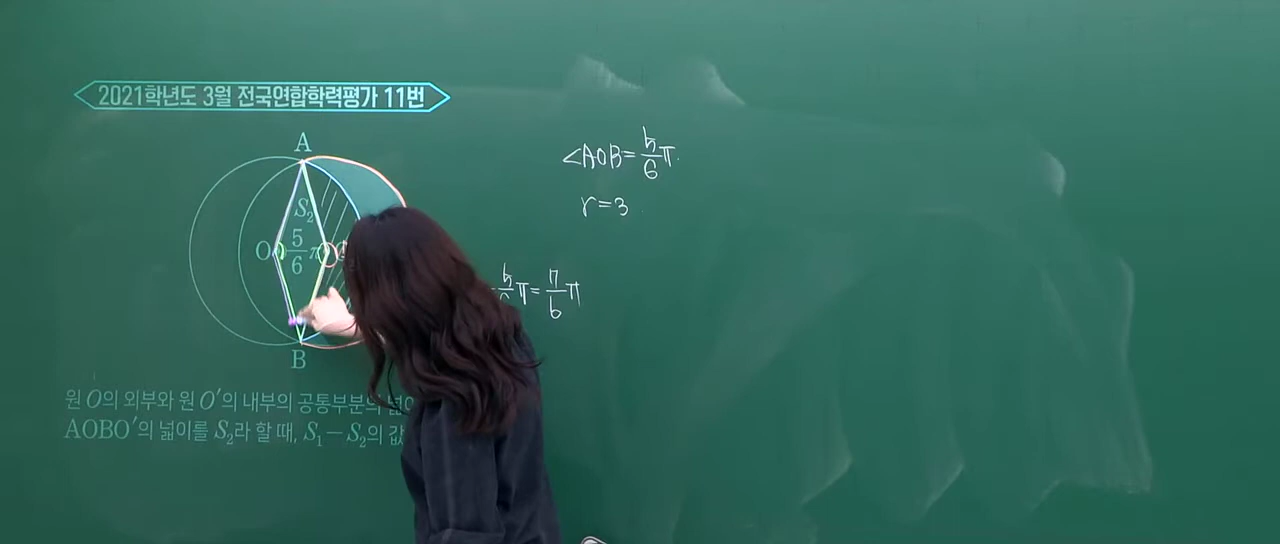 2021학년도 3월 전국연합학력평가 11번
A
S₂
O 5/6 π
B
∠AOB = 5/6 π.
r = 3
π = 7/6 π
원 O의 외부와 원 O′의 내부의 공통부분의
AOBO′의 넓이를 S₂라 할 때, S₁ − S₂의 값